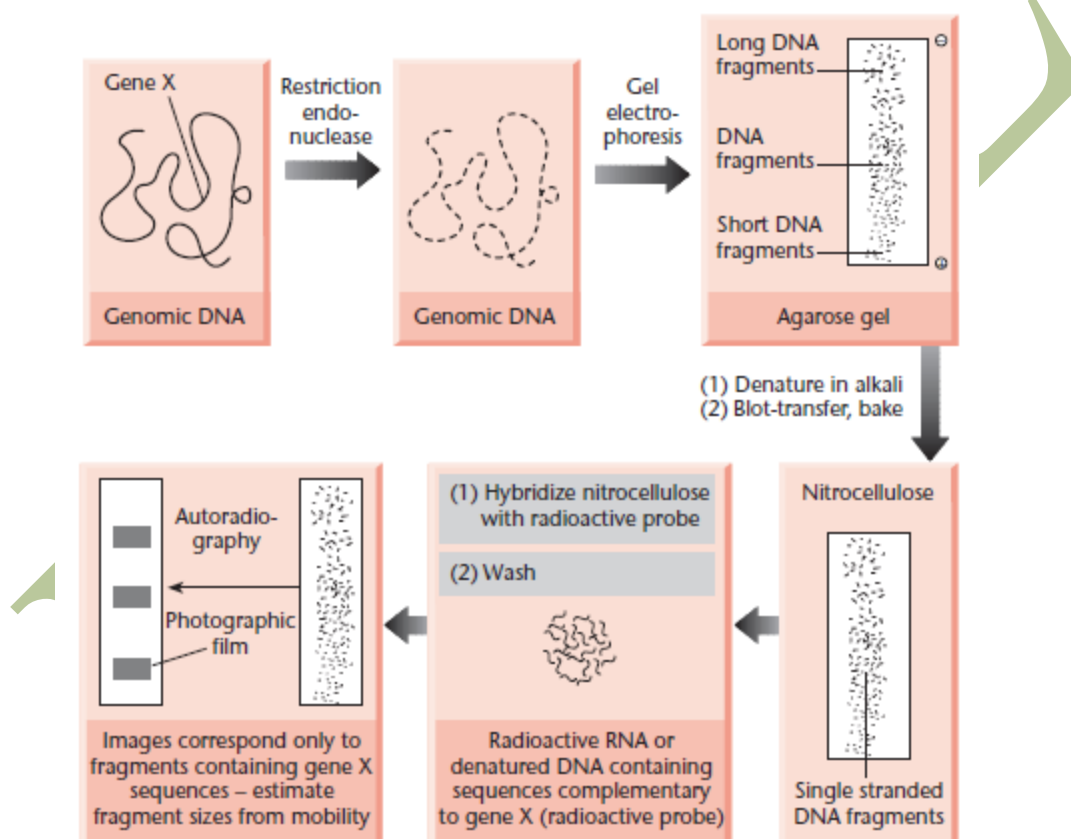 Gene X
Genomic DNA
Restriction
endo-
nuclease
Genomic DNA
Gel
electro-
phoresis
Long DNA
fragments
DNA
fragments
Short DNA
fragments
⊖
⊕
Agarose gel
(1) Denature in alkali
(2) Blot-transfer, bake
Nitrocellulose
Single stranded
DNA fragments
(1) Hybridize nitrocellulose
with radioactive probe
(2) Wash
Radioactive RNA or
denatured DNA containing
sequences complementary
to gene X (radioactive probe)
Autoradio-
graphy
Photographic
film
Images correspond only to
fragments containing gene X
sequences – estimate
fragment sizes from mobility